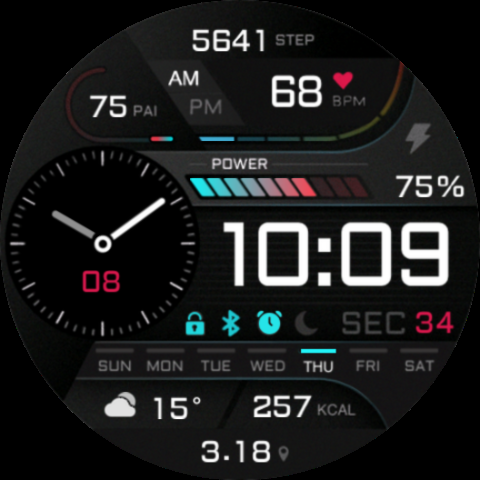 5641 STEP
AM
75 PAI PM 68 BPM
POWER
75%
10:09
08
SEC 34
SUN MON TUE WED THU FRI SAT
15° 257 KCAL
3.18